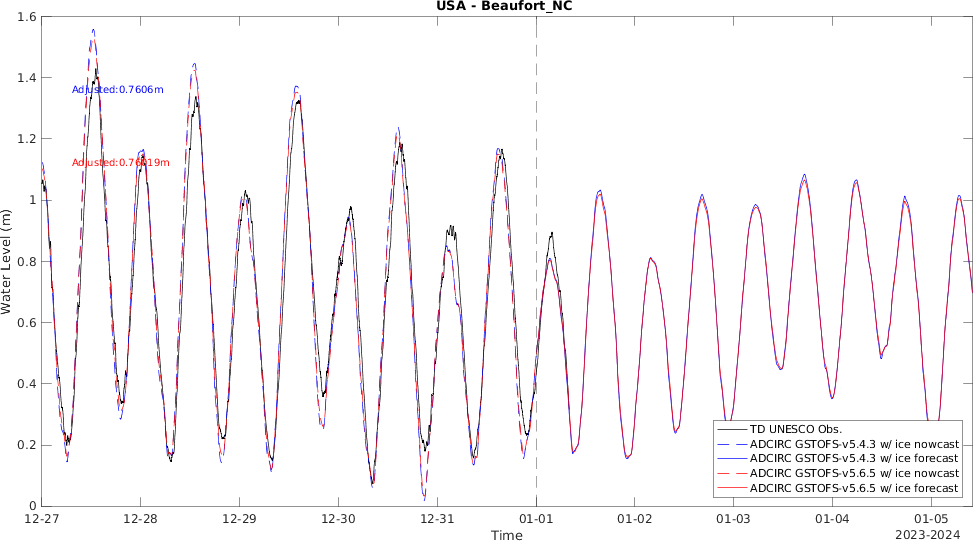 USA - Beaufort_NC
1.6
1.4
1.2
1
0.8
0.6
0.4
0.2
0
Water Level (m)
Adjusted:0.7606m
TD UNESCO Obs.
ADCIRC GSTOFS-v5.4.3 w/ ice nowcast
ADCIRC GSTOFS-v5.4.3 w/ ice forecast
ADCIRC GSTOFS-v5.6.5 w/ ice nowcast
ADCIRC GSTOFS-v5.6.5 w/ ice forecast
12-27 12-28 12-29 12-30 12-31 01-01 01-02 01-03 01-04 01-05
Time
2023-2024